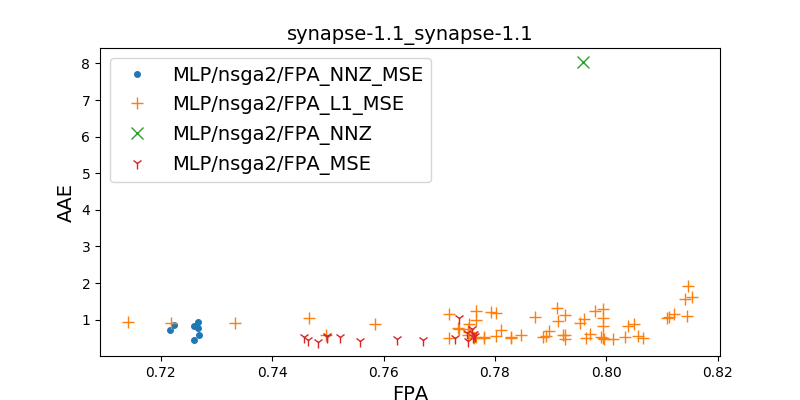 synapse-1.1_synapse-1.1
MLP/nsga2/FPA_NNZ_MSE
MLP/nsga2/FPA_L1_MSE
MLP/nsga2/FPA_NNZ
MLP/nsga2/FPA_MSE
AAE
8
7
6
5
4
3
2
1
0.72 0.74 0.76 0.78 0.80 0.82
FPA